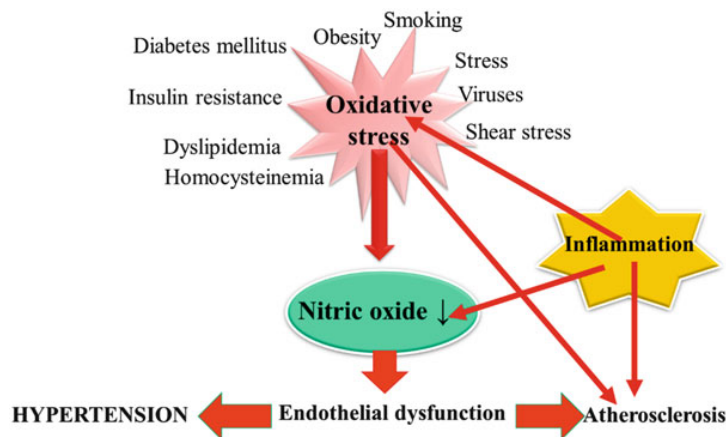 Smoking
Obesity
Diabetes mellitus
Stress
Insulin resistance
Viruses
Oxidative
stress
Shear stress
Dyslipidemia
Homocysteinemia
Inflammation
Nitric oxide ↓
HYPERTENSION
Endothelial dysfunction
Atherosclerosis